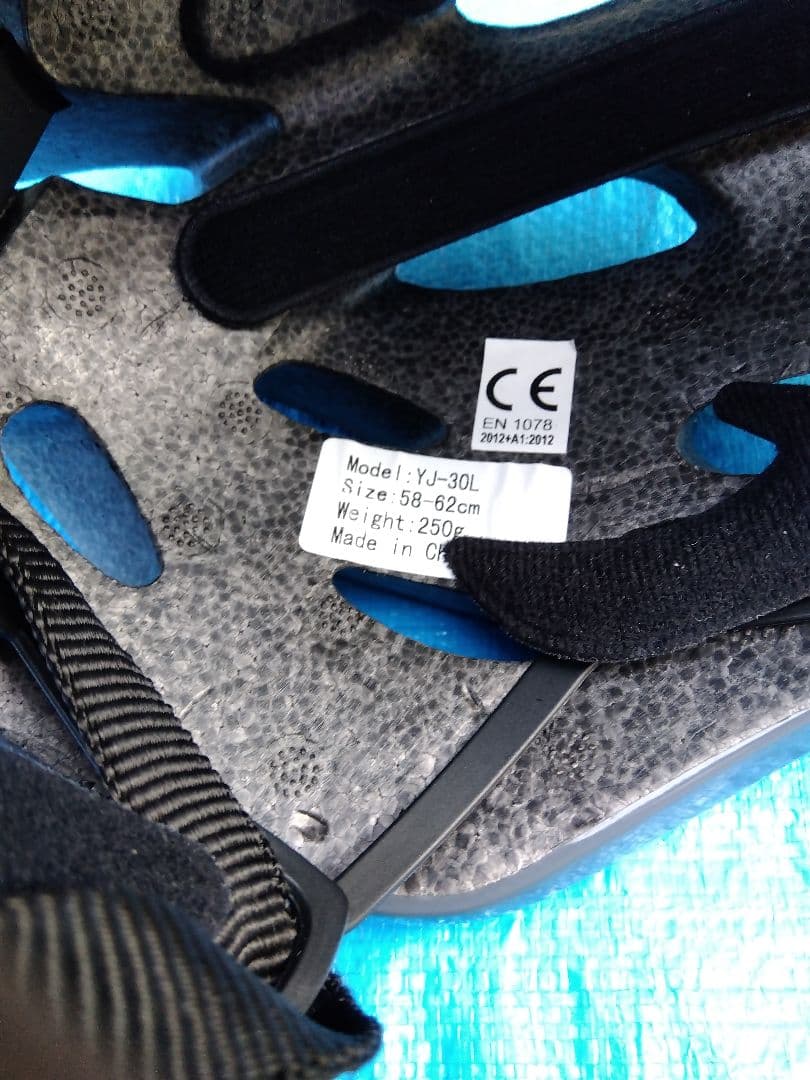 CE
EN 1078
2012+A1:2012
Model:YJ-30L
Size:58-62cm
Weight:250g
Made in